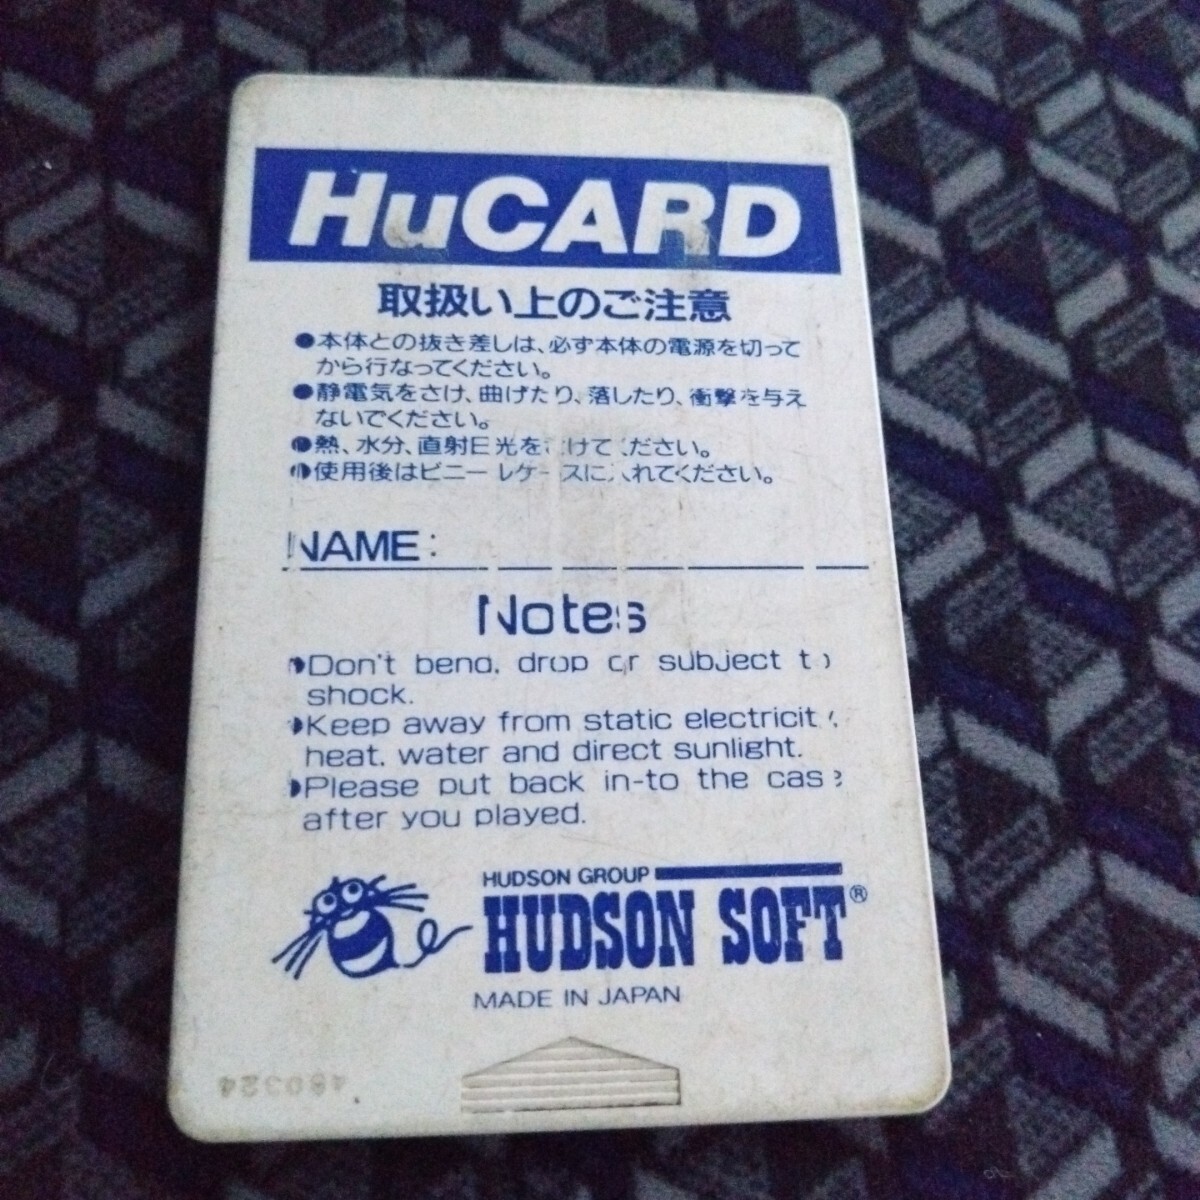 HuCARD
取扱い上のご注意
●本体との抜き差しは、必ず本体の電源を切って
から行なってください。
●静電気をさけ、曲げたり、落したり、衝撃を与え
ないでください。
●熱、水分、直射日光をさけてください。
●使用後はビニールケースに入れてください。
NAME:
Notes
●Don't bend, drop or subject to
shock.
●Keep away from static electricity,
heat, water and direct sunlight.
●Please put back in-to the case
after you played.
HUDSON GROUP
HUDSON SOFT®
MADE IN JAPAN